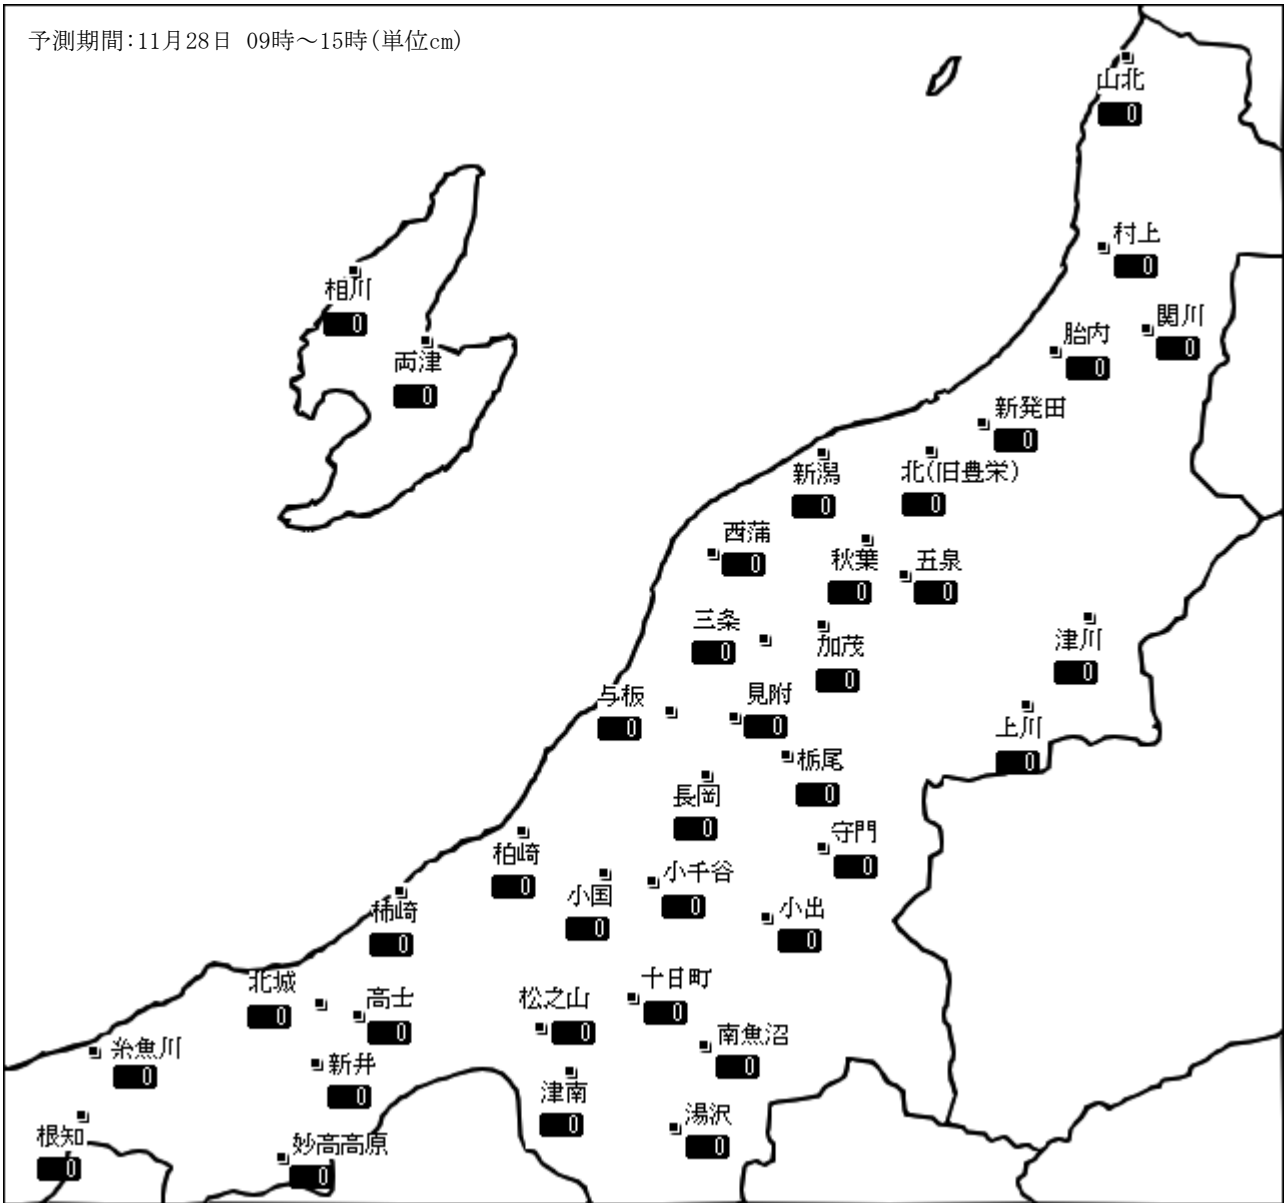 予測期間:11月28日 09時～15時(単位cm)
山北
0
村上
0
相川
0
関川
0
胎内
0
両津
0
新発田
0
新潟
0
北(旧豊栄)
0
西蒲
0
秋葉
0
五泉
0
三条
0
加茂
0
津川
0
与板
0
見附
0
上川
0
栃尾
0
長岡
0
守門
0
柏崎
0
小千谷
0
小国
0
小出
0
柿崎
0
北城
0
高士
0
松之山
0
十日町
0
南魚沼
0
糸魚川
0
新井
0
津南
0
湯沢
0
根知
0
妙高高原
0